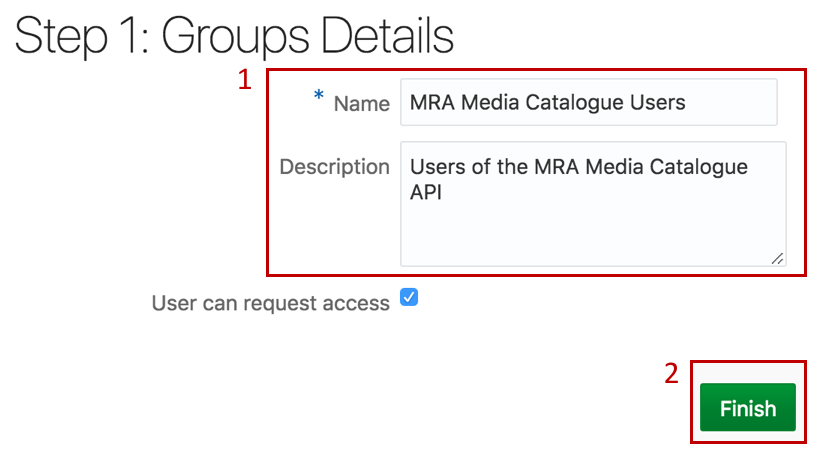 Step 1: Groups Details
1
* Name
MRA Media Catalogue Users
Description
Users of the MRA Media Catalogue
API
User can request access
2
Finish